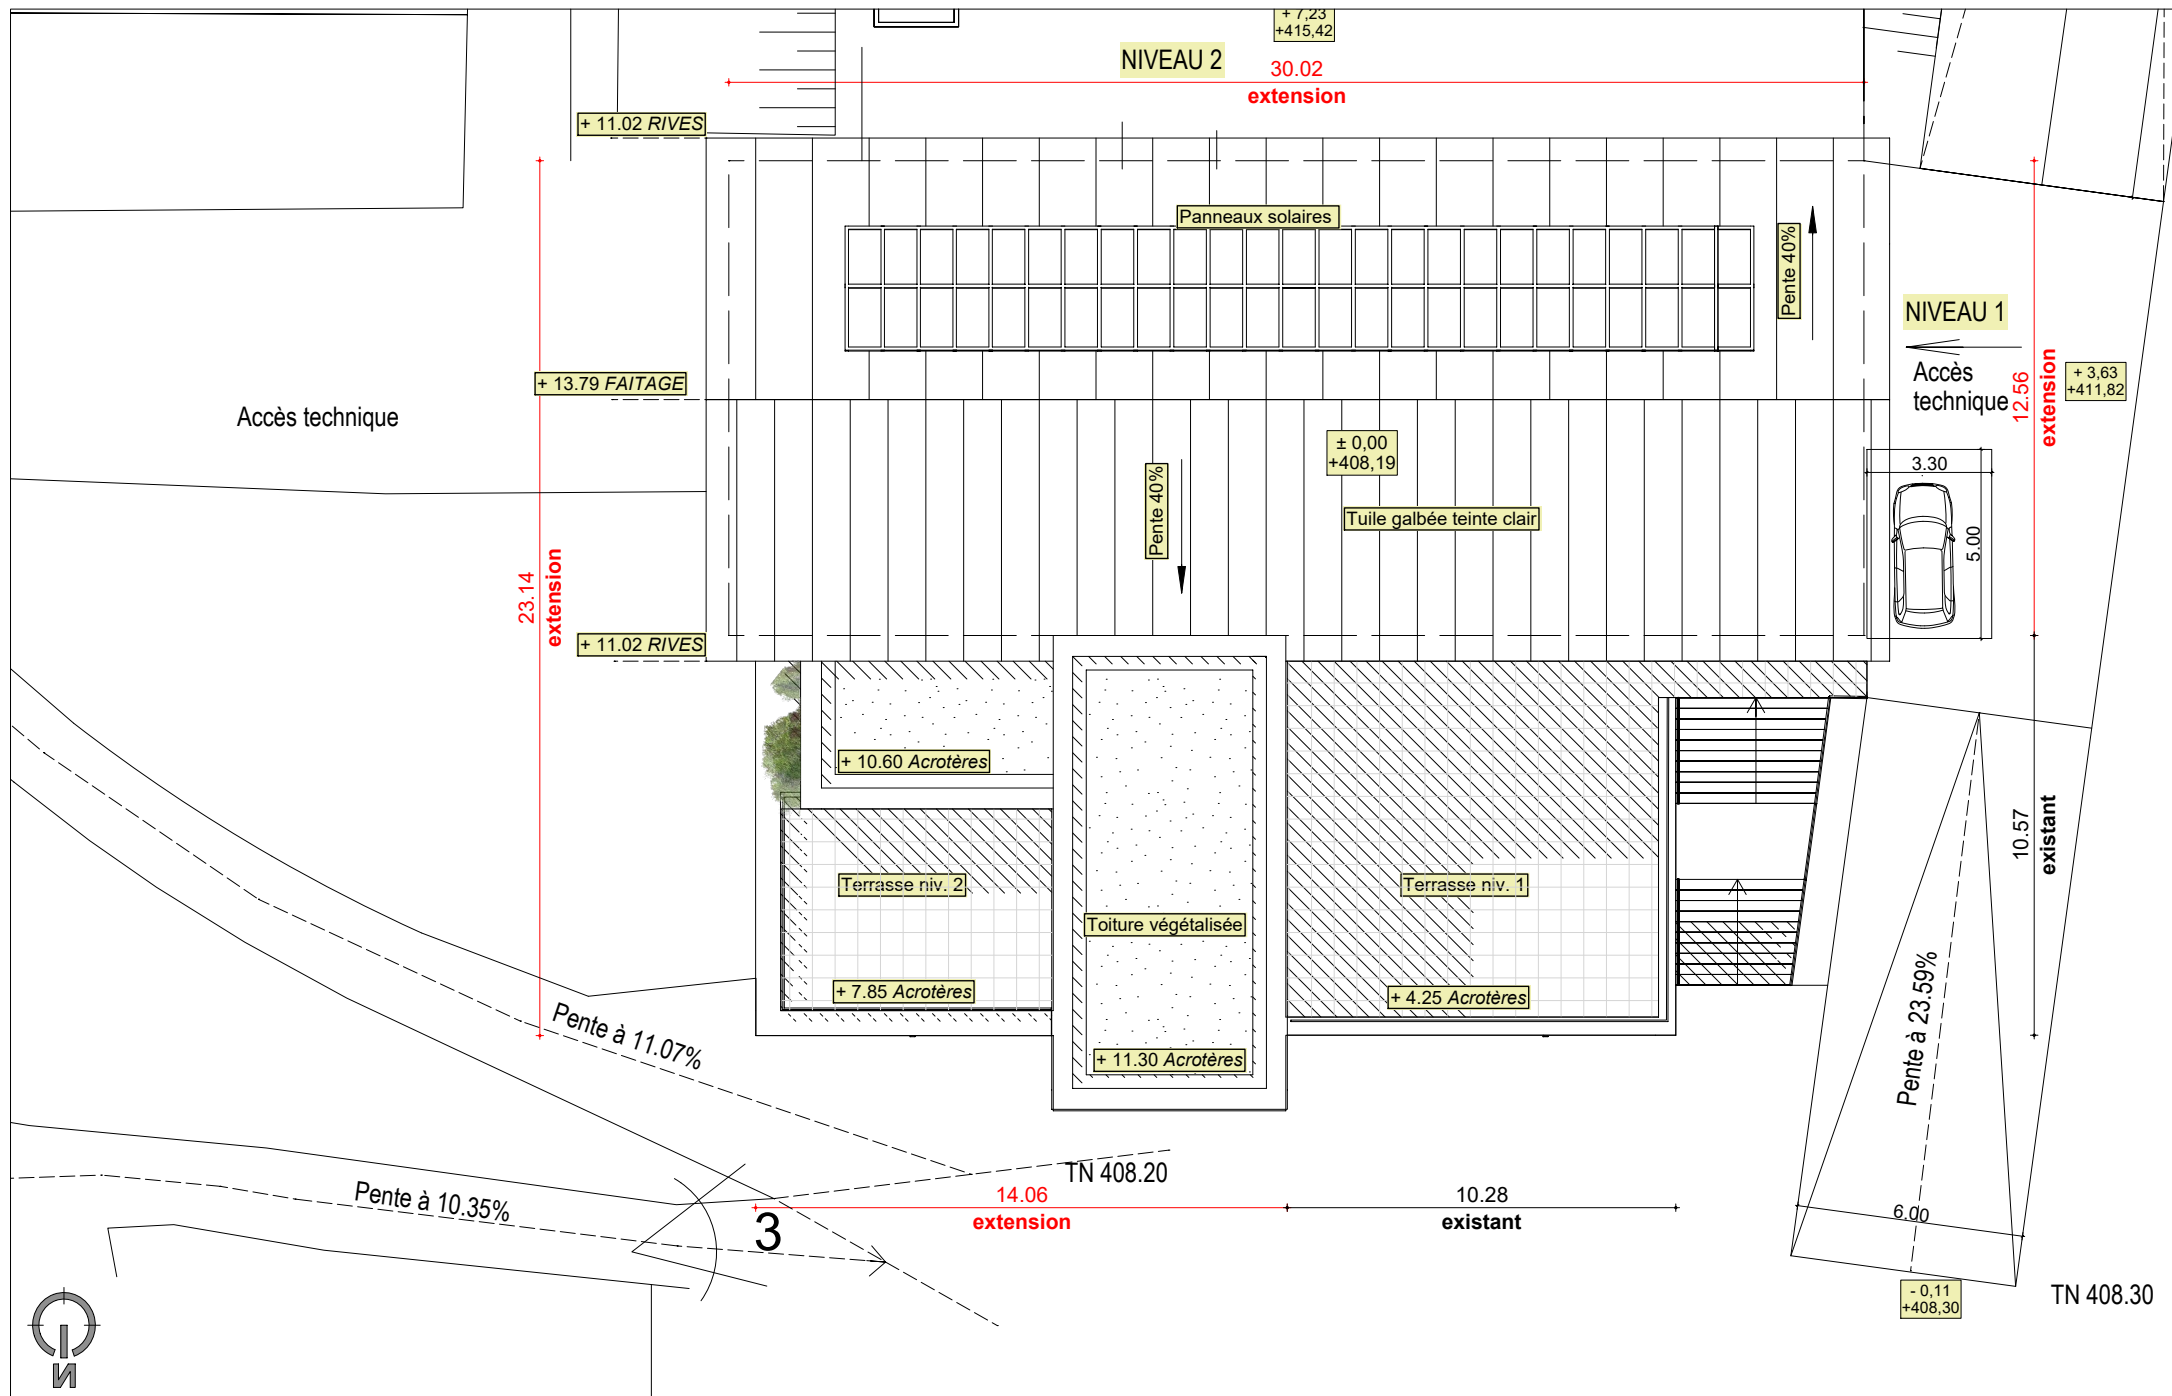 + 7,23
+415,42
NIVEAU 2
30.02
extension
+ 11.02 RIVES
Panneaux solaires
Pente 40%
NIVEAU 1
Accès
technique
12.56
extension
+ 3,63
+411,82
+ 13.79 FAITAGE
Accès technique
± 0,00
+408,19
Pente 40%
Tuile galbée teinte clair
3.30
5.00
23.14
extension
+ 11.02 RIVES
+ 10.60 Acrotères
Terrasse niv. 2
Terrasse niv. 1
Toiture végétalisée
10.57
existant
+ 7.85 Acrotères
+ 4.25 Acrotères
+ 11.30 Acrotères
Pente à 11.07%
Pente à 23.59%
TN 408.20
Pente à 10.35%
14.06
extension
10.28
existant
3
6.00
- 0,11
+408,30
TN 408.30
N